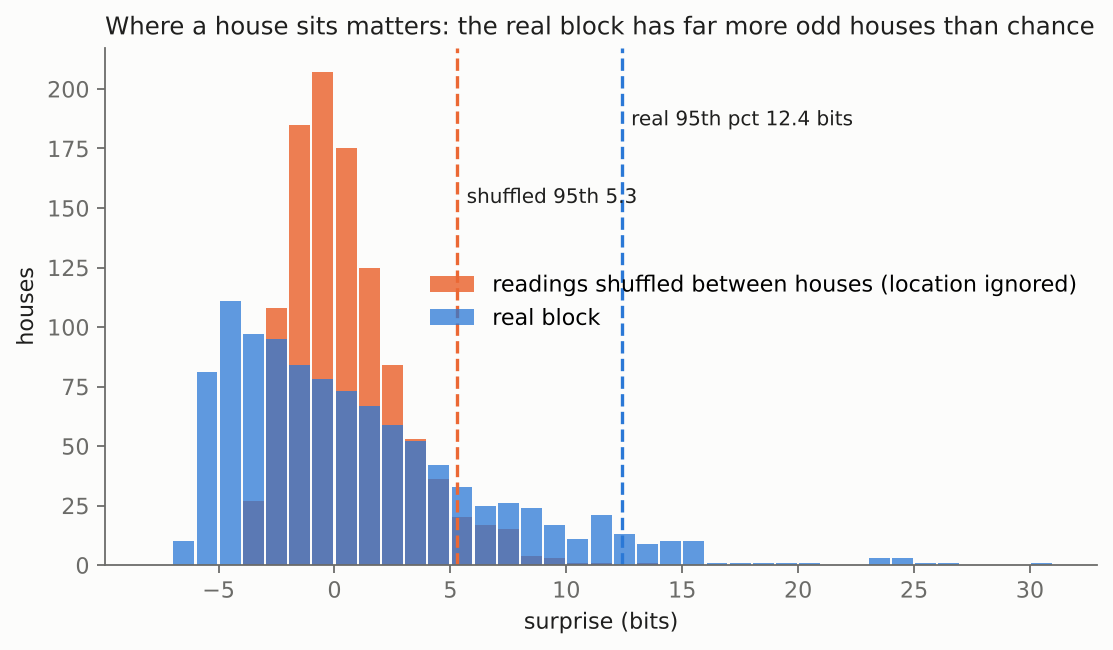 Where a house sits matters: the real block has far more odd houses than chance
200
175
150
125
100
75
50
25
0
houses
real 95th pct 12.4 bits
shuffled 95th 5.3
readings shuffled between houses (location ignored)
real block
−5
0
5
10
15
20
25
30
surprise (bits)